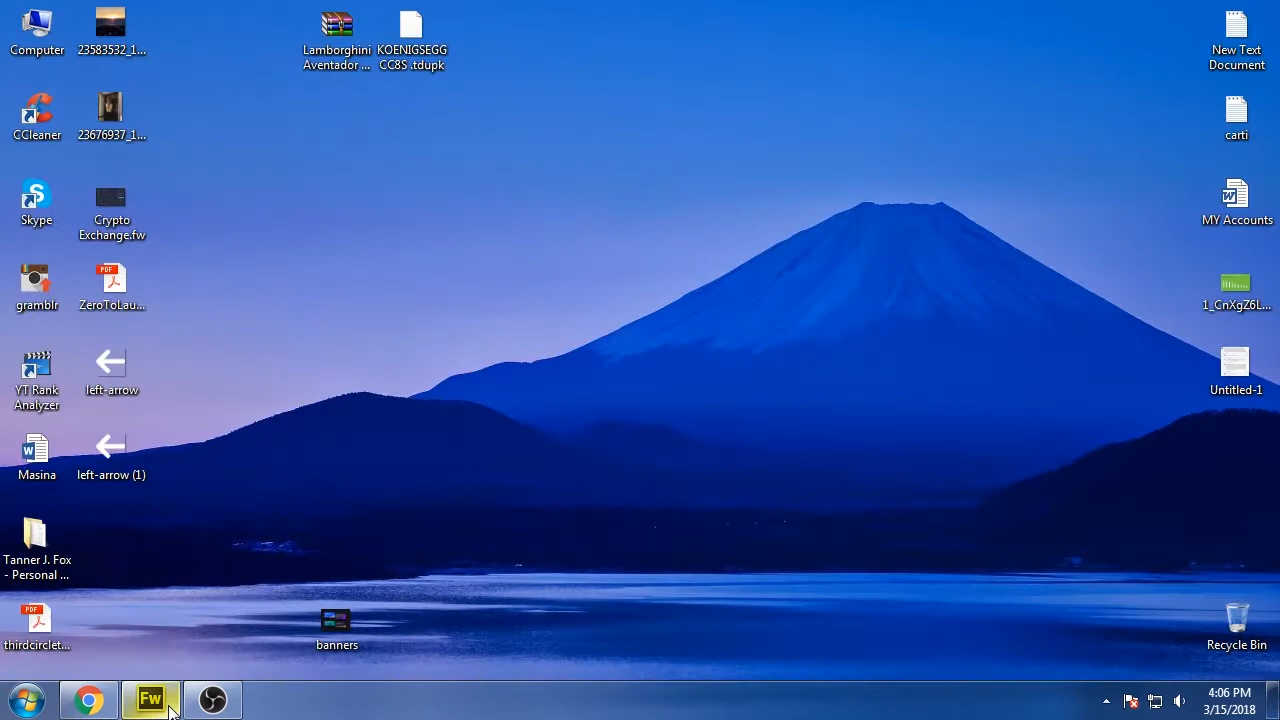 Computer
23583532_1...
Lamborghini
Aventador ...
KOENIGSEGG
CC8S .tdupk
New Text
Document
CCleaner
23676937_1...
carti
Skype
Crypto
Exchange.fw
MY Accounts
gramblr
PDF
ZeroToLau...
1_CnXgZ6L...
YT Rank
Analyzer
left-arrow
Untitled-1
Masina
left-arrow (1)
Tanner J. Fox
- Personal ...
PDF
thirdcirclet...
banners
Recycle Bin
Fw
4:06 PM
3/15/2018